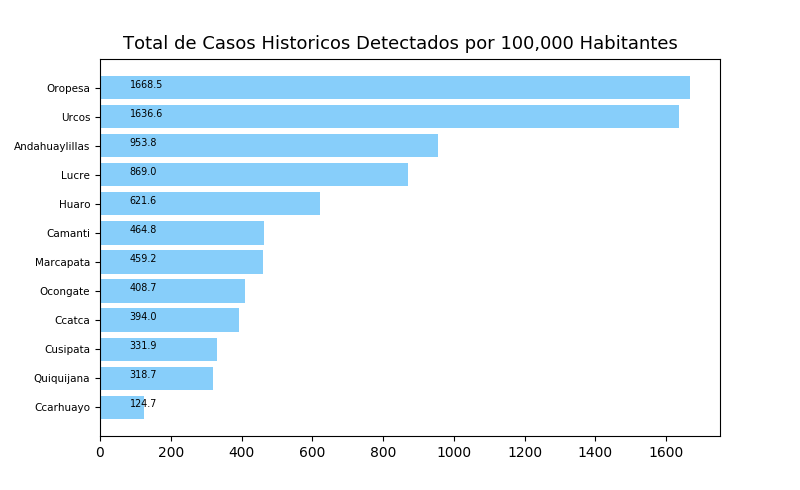 Total de Casos Historicos Detectados por 100,000 Habitantes
Oropesa 1668.5
Urcos 1636.6
Andahuaylillas 953.8
Lucre 869.0
Huaro 621.6
Camanti 464.8
Marcapata 459.2
Ocongate 408.7
Ccatca 394.0
Cusipata 331.9
Quiquijana 318.7
Ccarhuayo 124.7
0 200 400 600 800 1000 1200 1400 1600